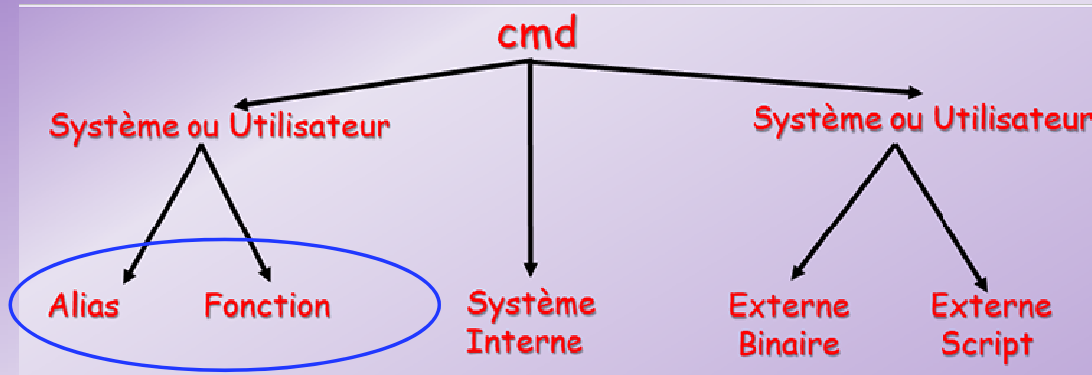 cmd
Système ou Utilisateur
Système ou Utilisateur
Alias
Fonction
Système
Interne
Externe
Binaire
Externe
Script